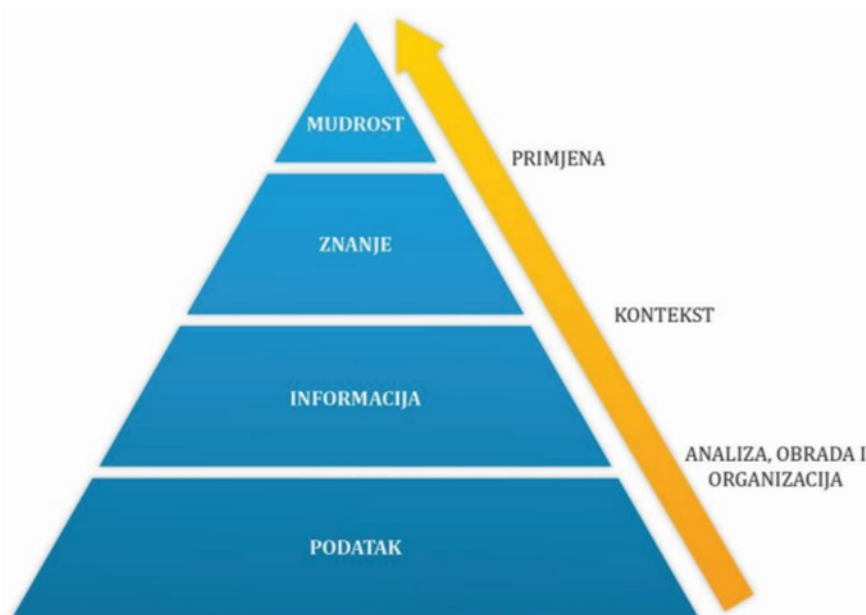 MUDROST
PRIMJENA
ZNANJE
KONTEKST
INFORMACIJA
ANALIZA, OBRADA I
ORGANIZACIJA
PODATAK